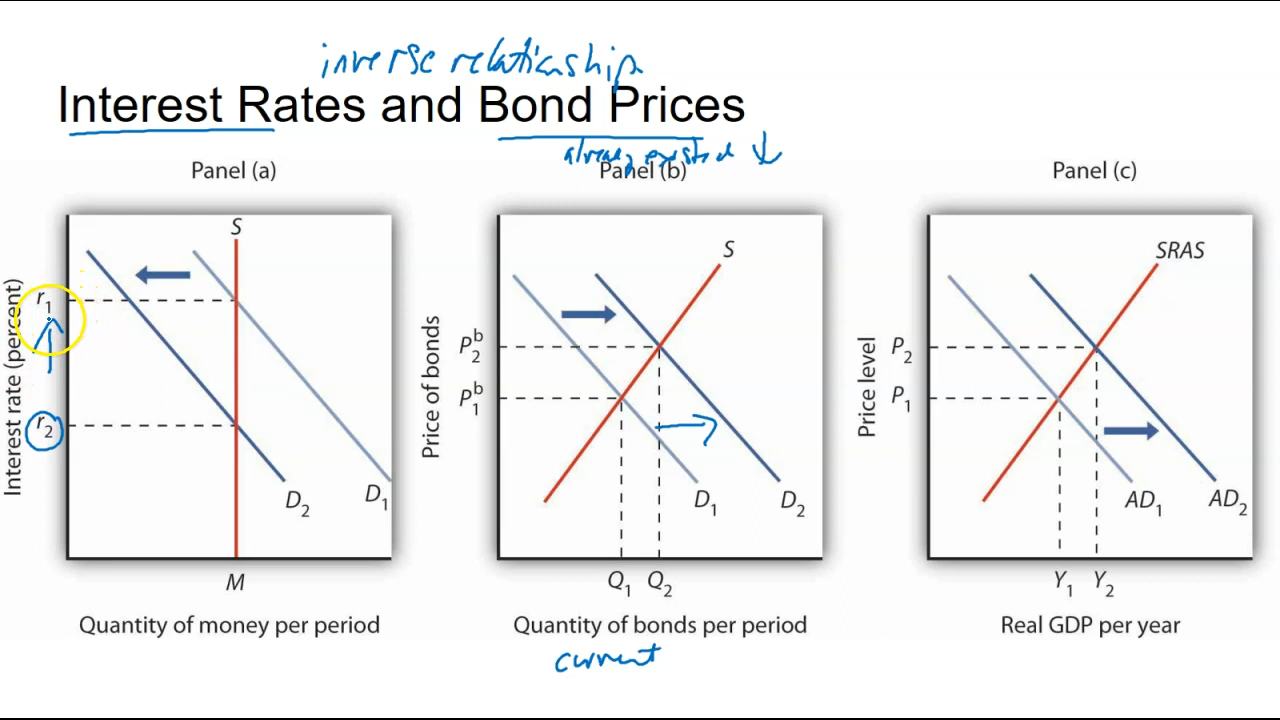 inverse relationship
Interest Rates and Bond Prices
already existed ↓
Panel (a)
Panel (b)
Panel (c)
Interest rate (percent)
r1
r2
S
D2
D1
M
Quantity of money per period
Price of bonds
P2b
P1b
S
D1
D2
Q1 Q2
Quantity of bonds per period
current
Price level
P2
P1
SRAS
AD1
AD2
Y1 Y2
Real GDP per year